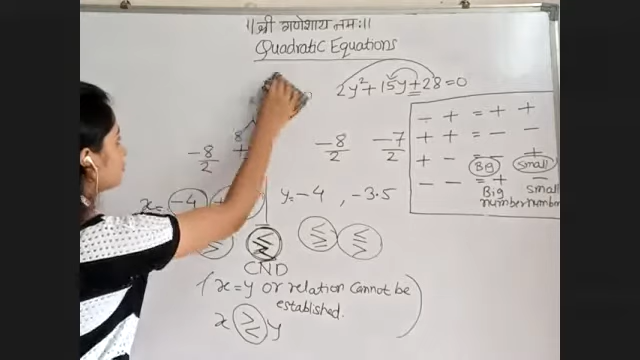 ॥ श्री गणेशाय नमः ॥
Quadratic Equations
2y² + 15y + 28 = 0
8
-8/2 +
-8/2 -7/2
x = -4
y = -4, -3.5
≤ ≤ ≥
CND
( x = y or relation cannot be established. )
x ≥ y
- + = + +
+ + = - -
+ - Big Small +
- - = + -
Big number small number